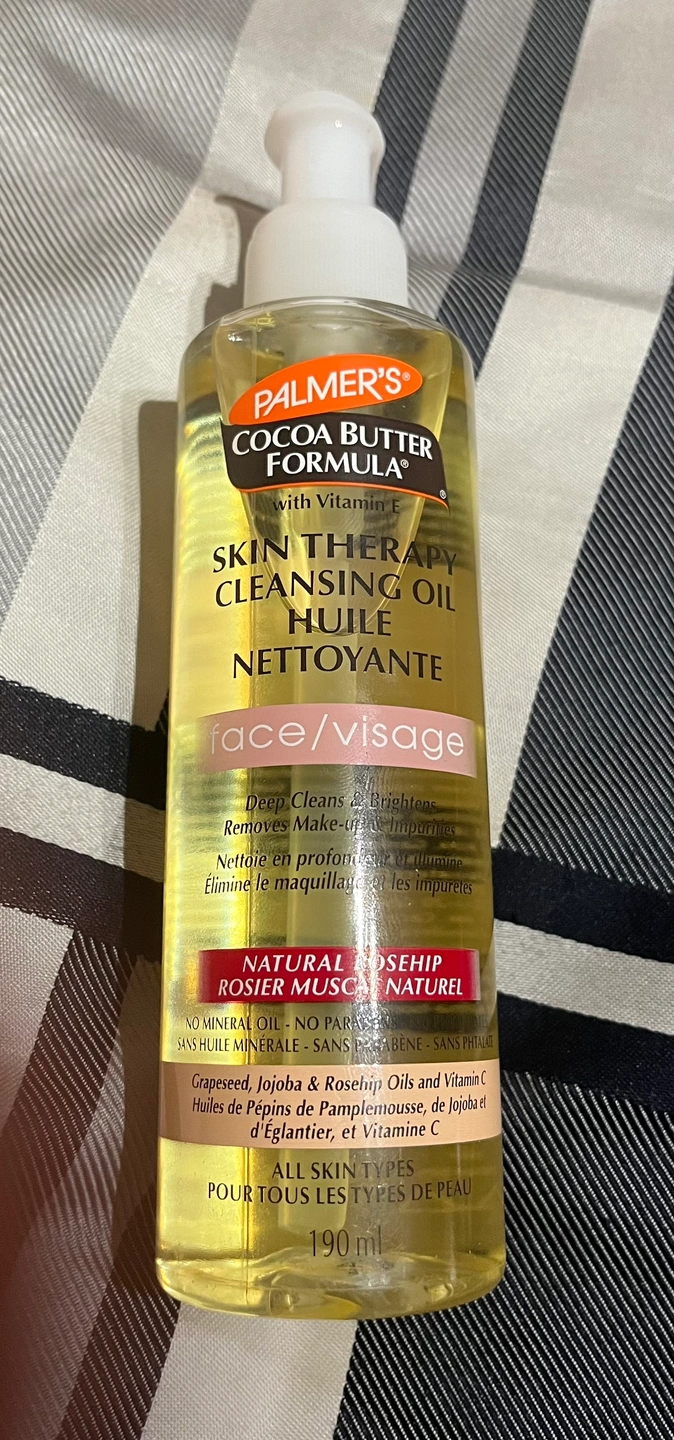 PALMER'S®
COCOA BUTTER
FORMULA®
®
with Vitamin E
SKIN THERAPY
CLEANSING OIL
HUILE
NETTOYANTE
face/visage
Deep Cleans & Brightens
Removes Make-up & Impurities
Nettoie en profondeur et illumine
Élimine le maquillage et les impuretés
NATURAL ROSEHIP
ROSIER MUSCAT NATUREL
NO MINERAL OIL - NO PARABENS
SANS HUILE MINÉRALE - SANS PARABÈNE - SANS PHTALATE
Grapeseed, Jojoba & Rosehip Oils and Vitamin C
Huiles de Pépins de Pamplemousse, de Jojoba et
d'Églantier, et Vitamine C
ALL SKIN TYPES
POUR TOUS LES TYPES DE PEAU
190 ml